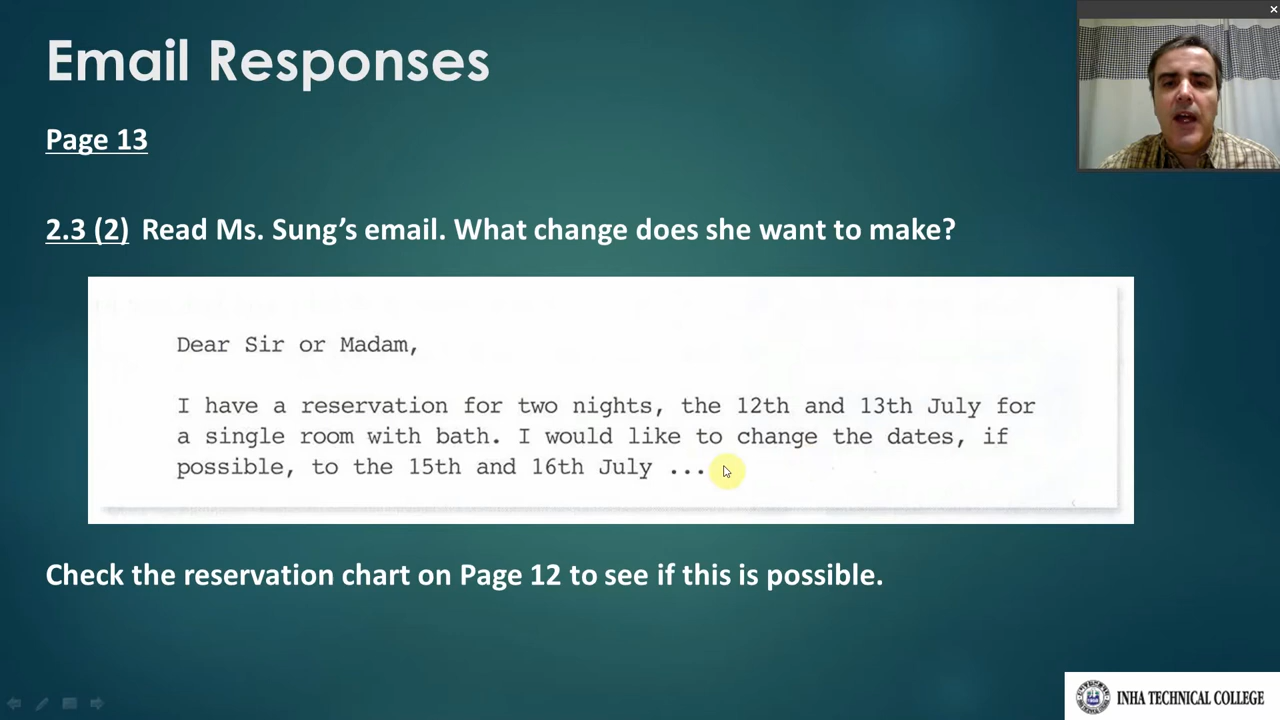 Email Responses
Page 13
2.3 (2) Read Ms. Sung’s email. What change does she want to make?
Dear Sir or Madam,
I have a reservation for two nights, the 12th and 13th July for
a single room with bath. I would like to change the dates, if
possible, to the 15th and 16th July ...
Check the reservation chart on Page 12 to see if this is possible.
INHA TECHNICAL COLLEGE